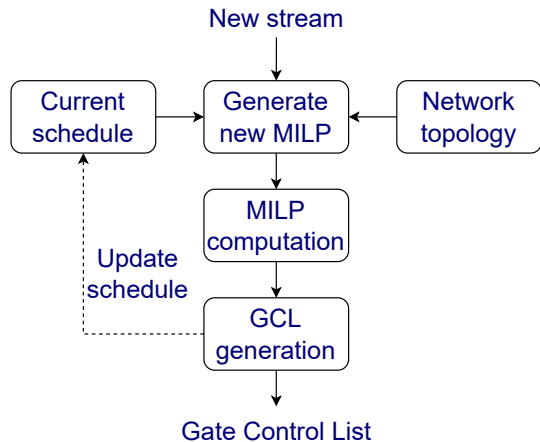 New stream
Current
schedule
Generate
new MILP
Network
topology
MILP
computation
Update
schedule
GCL
generation
Gate Control List